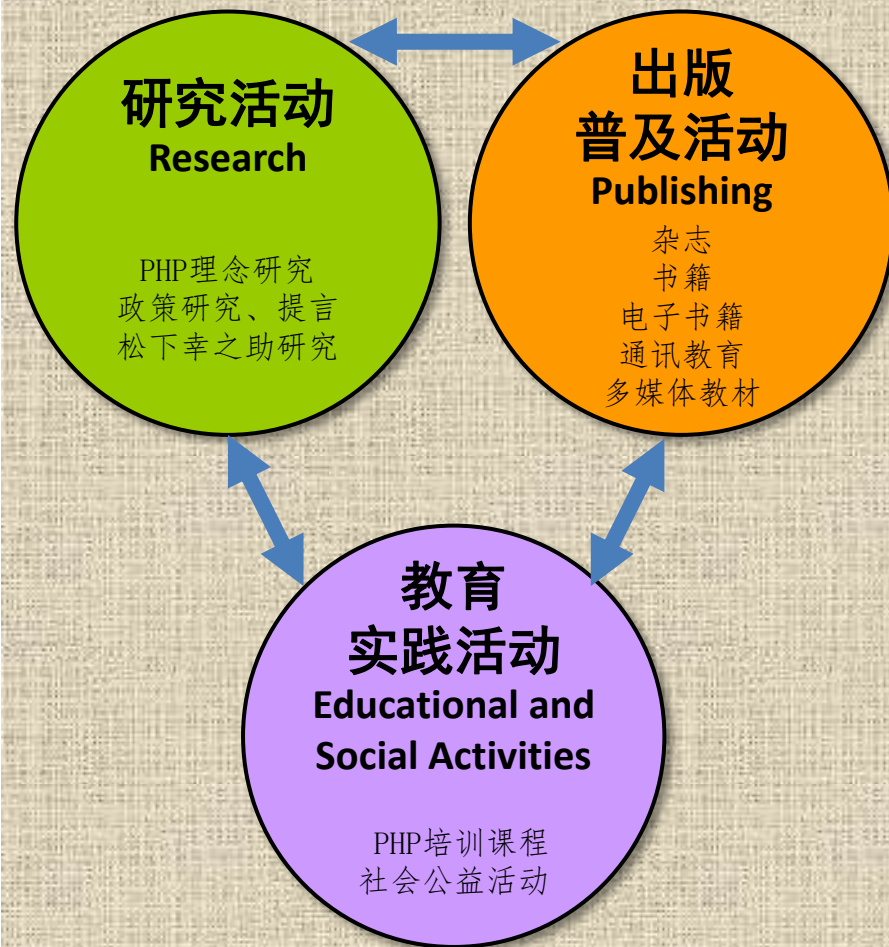 研究活动
Research
PHP理念研究
政策研究、提言
松下幸之助研究
出版
普及活动
Publishing
杂志
书籍
电子书籍
通讯教育
多媒体教材
教育
实践活动
Educational and
Social Activities
PHP培训课程
社会公益活动